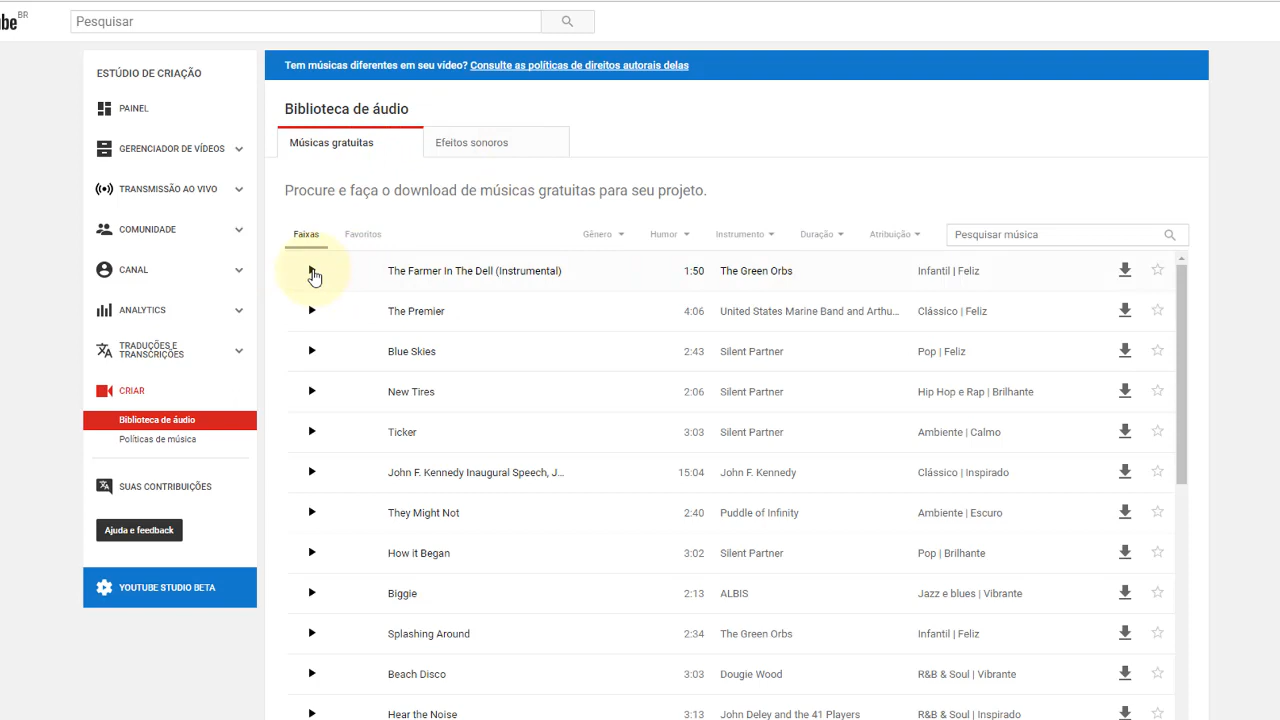 BR
Pesquisar
ESTÚDIO DE CRIAÇÃO
PAINEL
GERENCIADOR DE VÍDEOS
TRANSMISSÃO AO VIVO
COMUNIDADE
CANAL
ANALYTICS
TRADUÇÕES E
TRANSCRIÇÕES
CRIAR
Biblioteca de áudio
Políticas de música
SUAS CONTRIBUIÇÕES
Ajuda e feedback
YOUTUBE STUDIO BETA
Tem músicas diferentes em seu vídeo? Consulte as políticas de direitos autorais delas
Biblioteca de áudio
Músicas gratuitas Efeitos sonoros
Procure e faça o download de músicas gratuitas para seu projeto.
Faixas Favoritos Gênero Humor Instrumento Duração Atribuição Pesquisar música
The Farmer In The Dell (Instrumental) 1:50 The Green Orbs Infantil | Feliz
The Premier 4:06 United States Marine Band and Arthu... Clássico | Feliz
Blue Skies 2:43 Silent Partner Pop | Feliz
New Tires 2:06 Silent Partner Hip Hop e Rap | Brilhante
Ticker 3:03 Silent Partner Ambiente | Calmo
John F. Kennedy Inaugural Speech, J... 15:04 John F. Kennedy Clássico | Inspirado
They Might Not 2:40 Puddle of Infinity Ambiente | Escuro
How it Began 3:02 Silent Partner Pop | Brilhante
Biggie 2:13 ALBIS Jazz e blues | Vibrante
Splashing Around 2:34 The Green Orbs Infantil | Feliz
Beach Disco 3:03 Dougie Wood R&B & Soul | Vibrante
Hear the Noise 3:13 John Deley and the 41 Players R&B & Soul | Inspirado